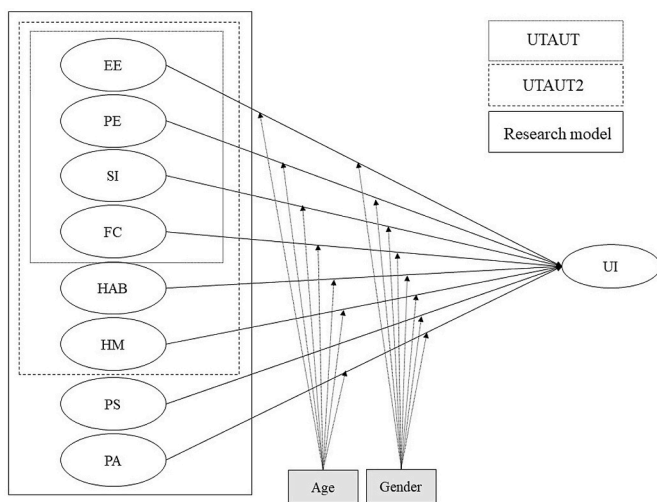 EE
PE
SI
FC
HAB
HM
PS
PA
UTAUT
UTAUT2
Research model
UI
Age
Gender